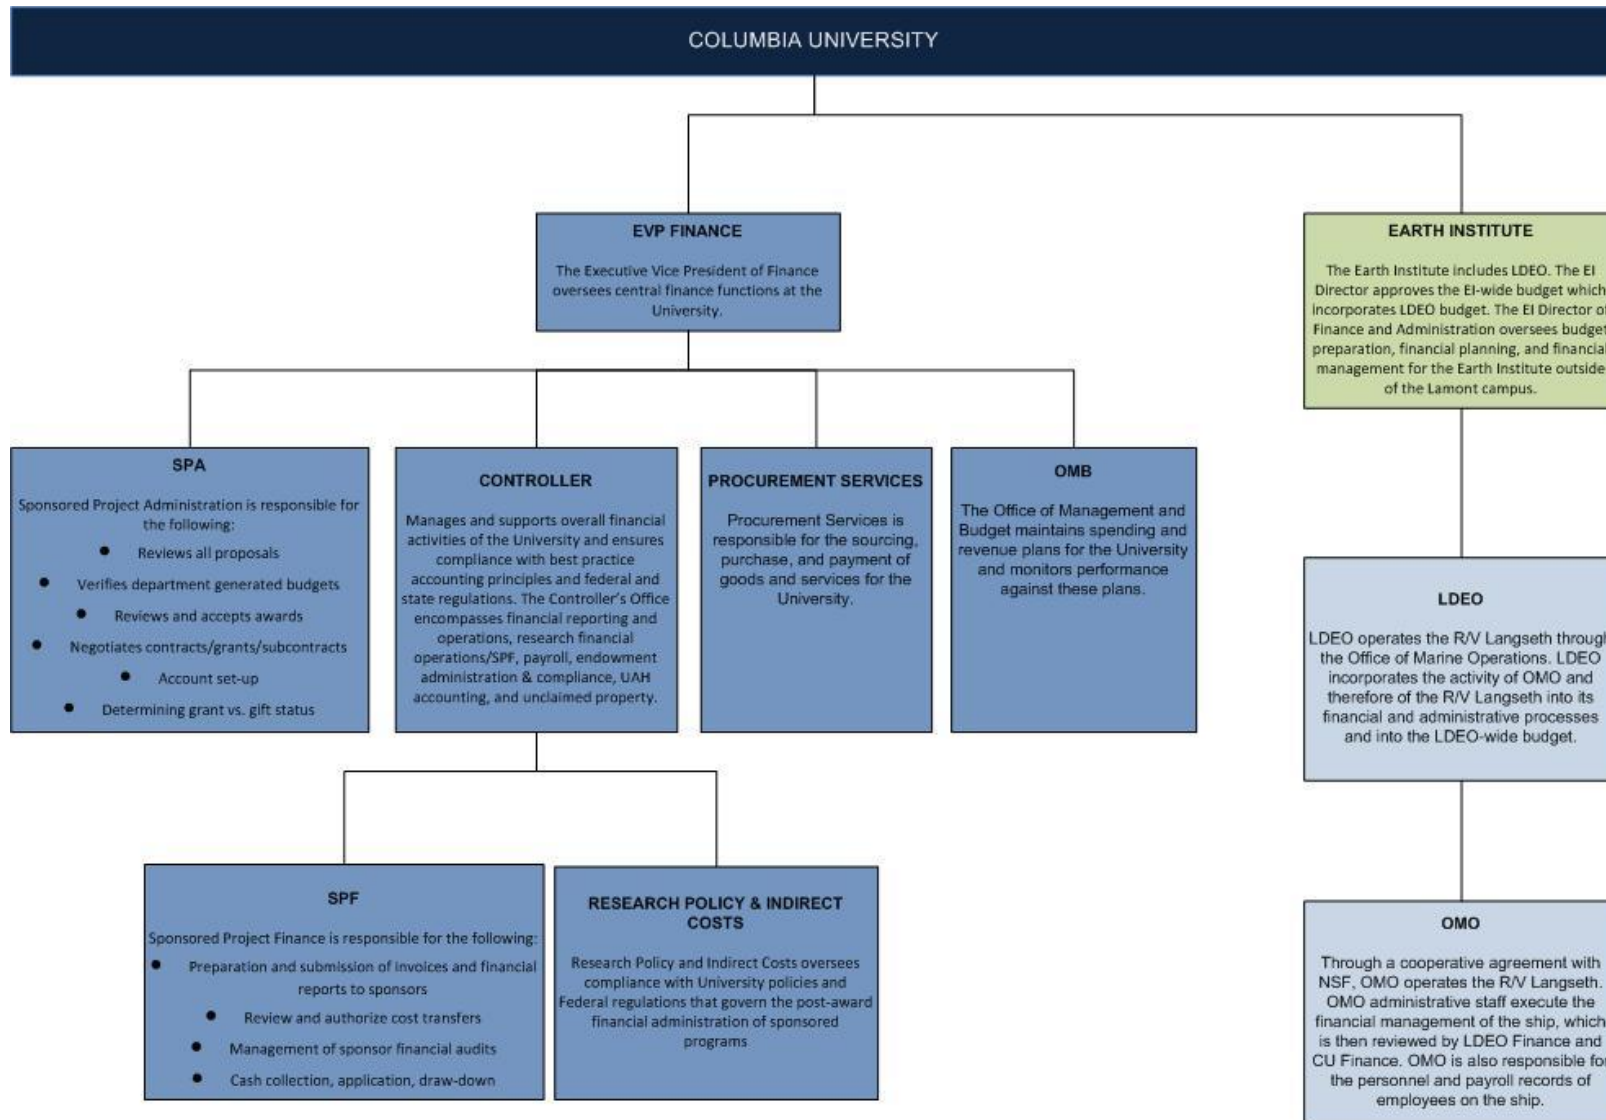 COLUMBIA UNIVERSITY
EVP FINANCE
The Executive Vice President of Finance
oversees central finance functions at the
University.
EARTH INSTITUTE
The Earth Institute includes LDEO. The EI
Director approves the EI-wide budget which
incorporates LDEO budget. The EI Director of
Finance and Administration oversees budget
preparation, financial planning, and financial
management for the Earth Institute outside
of the Lamont campus.
SPA
Sponsored Project Administration is responsible for
the following:
● Reviews all proposals
● Verifies department generated budgets
● Reviews and accepts awards
● Negotiates contracts/grants/subcontracts
● Account set-up
● Determining grant vs. gift status
CONTROLLER
Manages and supports overall financial
activities of the University and ensures
compliance with best practice
accounting principles and federal and
state regulations. The Controller's Office
encompasses financial reporting and
operations, research financial
operations/SPF, payroll, endowment
administration & compliance, UAH
accounting, and unclaimed property.
PROCUREMENT SERVICES
Procurement Services is
responsible for the sourcing,
purchase, and payment of
goods and services for the
University.
OMB
The Office of Management and
Budget maintains spending and
revenue plans for the University
and monitors performance
against these plans.
LDEO
LDEO operates the R/V Langseth through
the Office of Marine Operations. LDEO
incorporates the activity of OMO and
therefore of the R/V Langseth into its
financial and administrative processes
and into the LDEO-wide budget.
SPF
Sponsored Project Finance is responsible for the following:
● Preparation and submission of invoices and financial
reports to sponsors
● Review and authorize cost transfers
● Management of sponsor financial audits
● Cash collection, application, draw-down
RESEARCH POLICY & INDIRECT
COSTS
Research Policy and Indirect Costs oversees
compliance with University policies and
Federal regulations that govern the post-award
financial administration of sponsored
programs
OMO
Through a cooperative agreement with
NSF, OMO operates the R/V Langseth.
OMO administrative staff execute the
financial management of the ship, which
is then reviewed by LDEO Finance and
CU Finance. OMO is also responsible for
the personnel and payroll records of
employees on the ship.